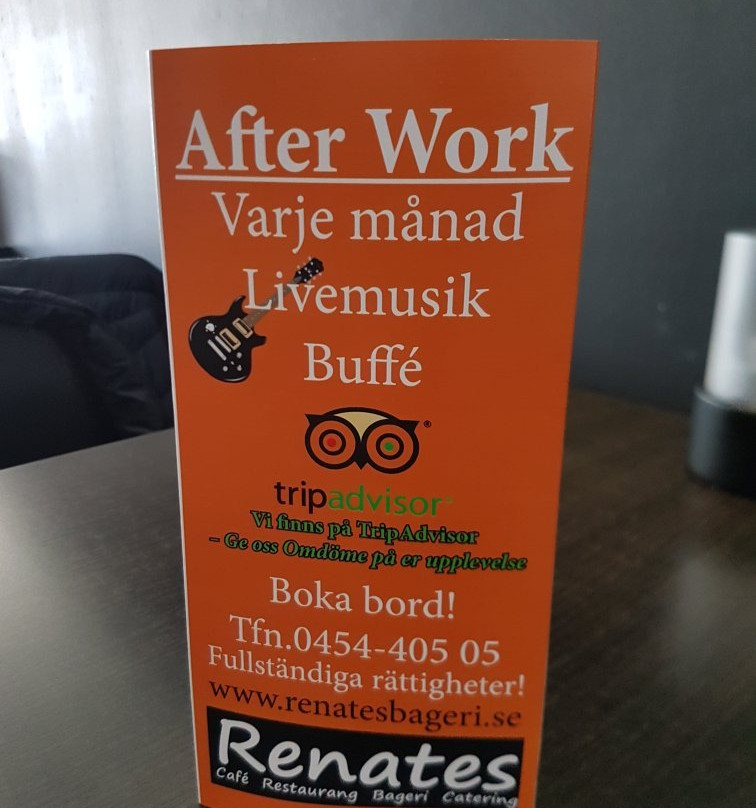 After Work
Varje månad
Livemusik
Buffé
tripadvisor®
Vi finns på TripAdvisor
– Ge oss Omdöme på er upplevelse
Boka bord!
Tfn.0454-405 05
Fullständiga rättigheter!
www.renatesbageri.se
Renates
Café Restaurang Bageri Catering